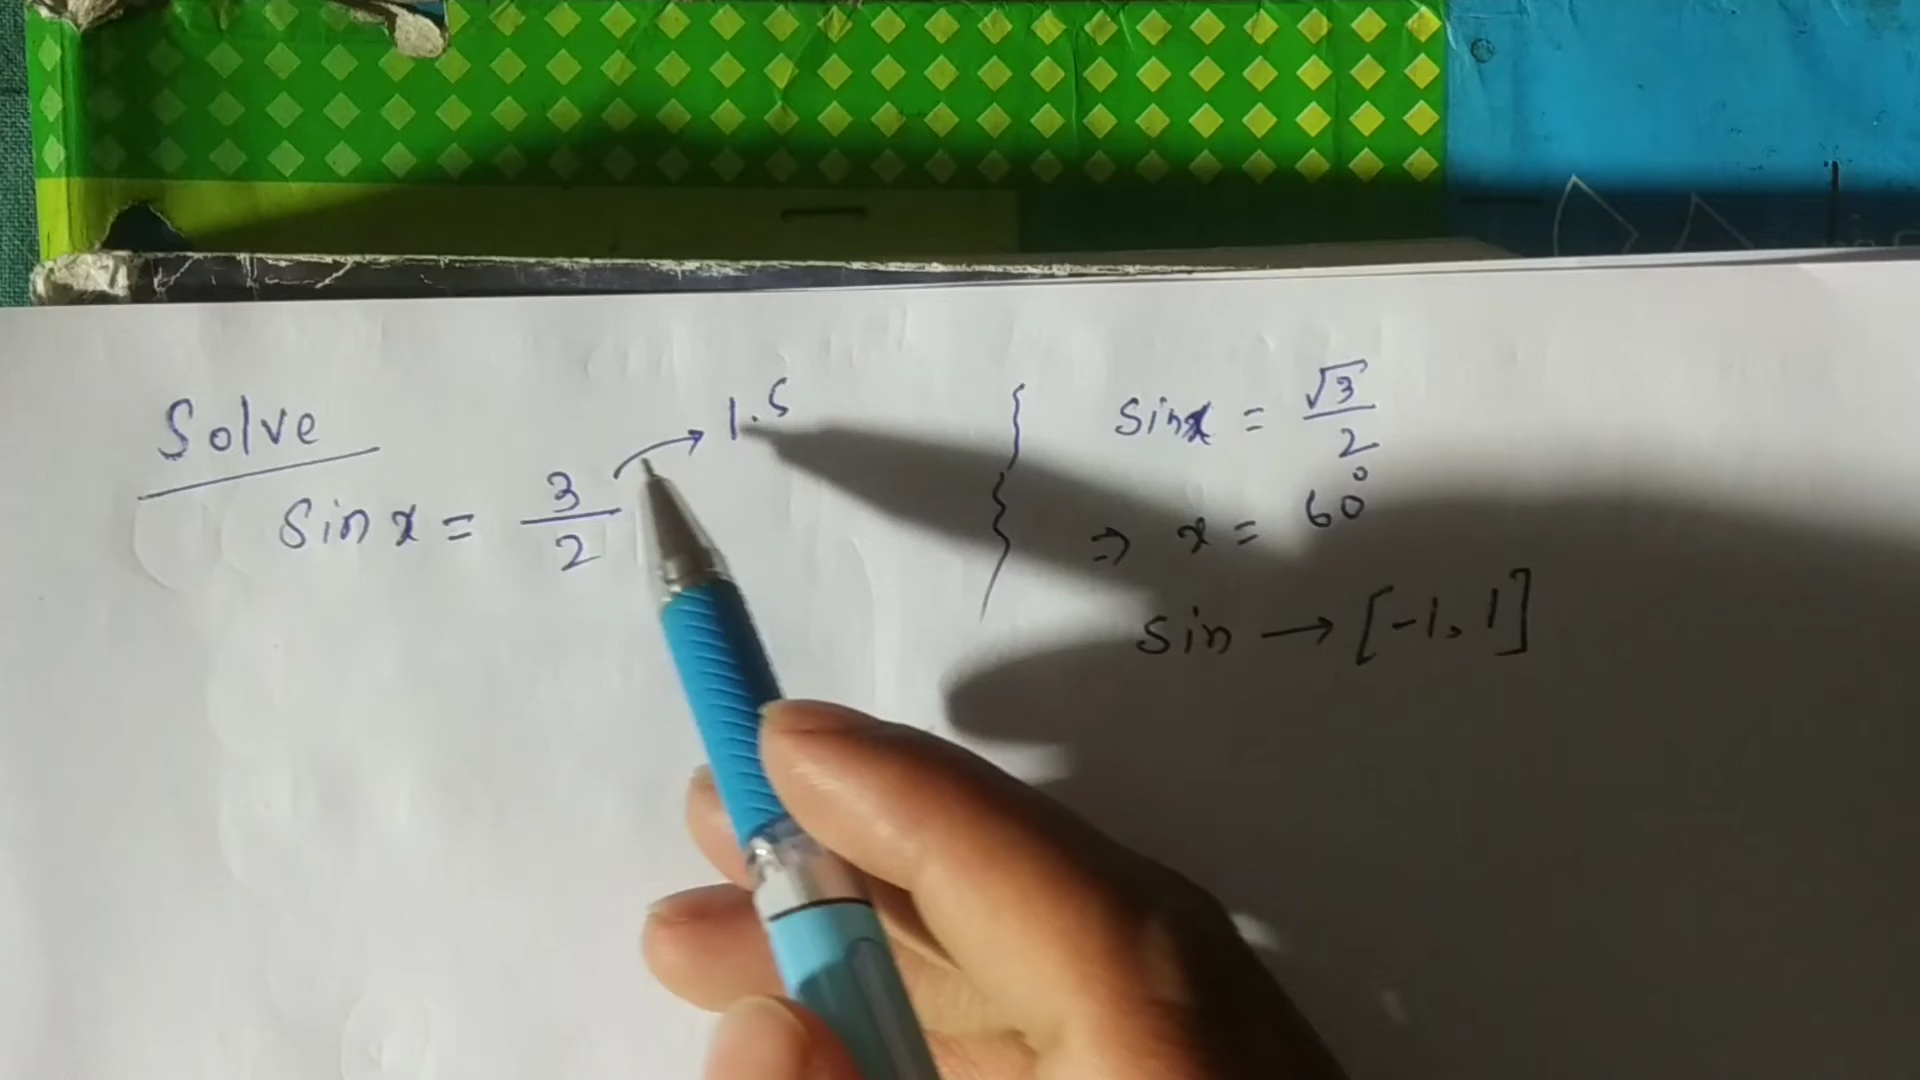 Solve
sin x = 3/2 → 1.5
sin x = √3/2
⇒ x = 60°
sin → [-1, 1]